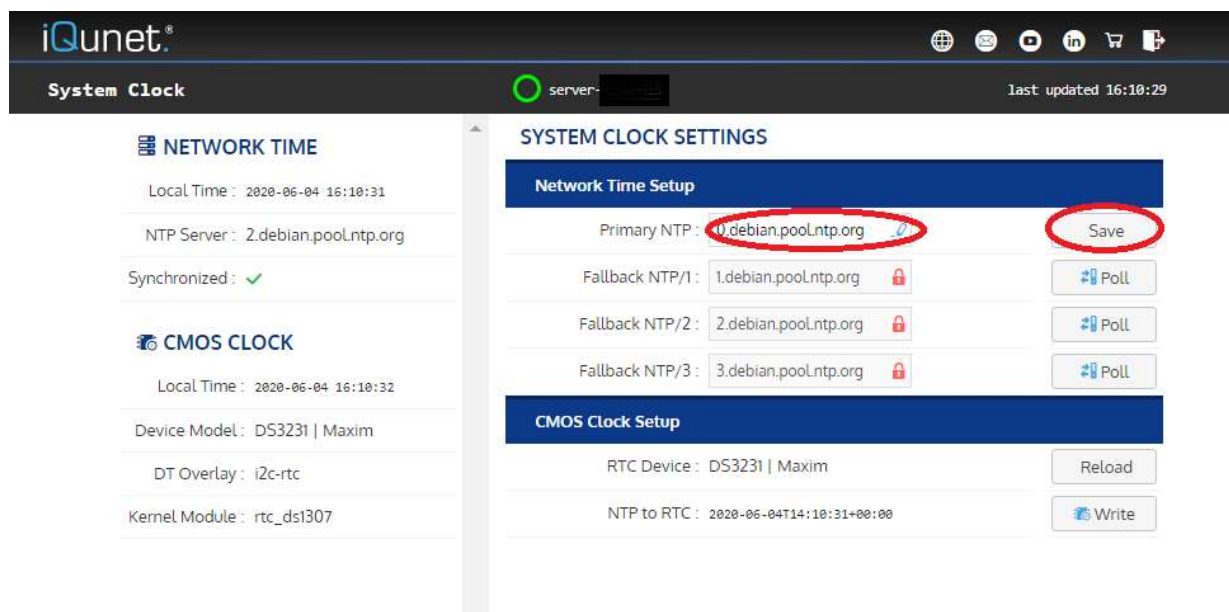 iQunet.®
System Clock
server-
last updated 16:10:29
NETWORK TIME
Local Time : 2020-06-04 16:10:31
NTP Server : 2.debian.pool.ntp.org
Synchronized :
CMOS CLOCK
Local Time : 2020-06-04 16:10:32
Device Model : DS3231 | Maxim
DT Overlay : i2c-rtc
Kernel Module : rtc_ds1307
SYSTEM CLOCK SETTINGS
Network Time Setup
Primary NTP : 0.debian.pool.ntp.org Save
Fallback NTP/1 : 1.debian.pool.ntp.org Poll
Fallback NTP/2 : 2.debian.pool.ntp.org Poll
Fallback NTP/3 : 3.debian.pool.ntp.org Poll
CMOS Clock Setup
RTC Device : DS3231 | Maxim Reload
NTP to RTC : 2020-06-04T14:10:31+00:00 Write